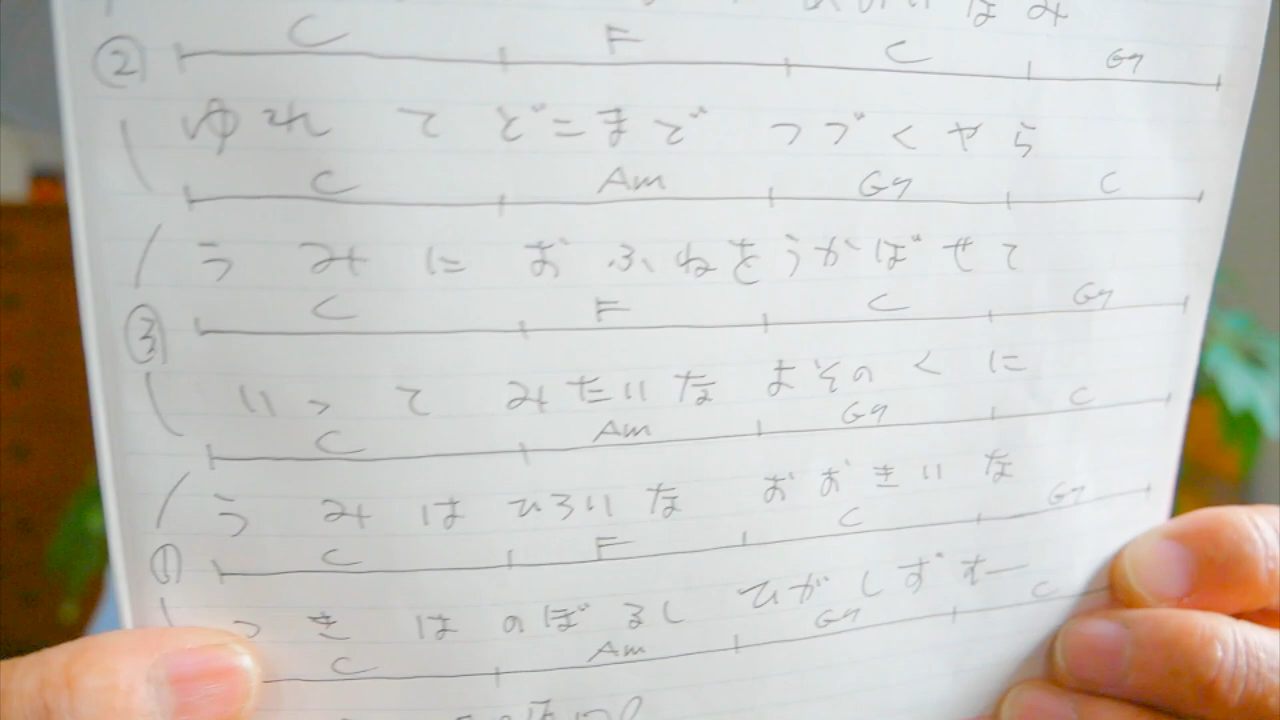 ② C F C G7
ゆれてどこまでつづくやら
C Am G7 C
うみにおふねをうかばせて
③ C F C G7
いってみたいなよそのくに
C Am G7 C
うみはひろいなおおきいな
① C F C G7
つきはのぼるしひがしずむー
C Am G7 C